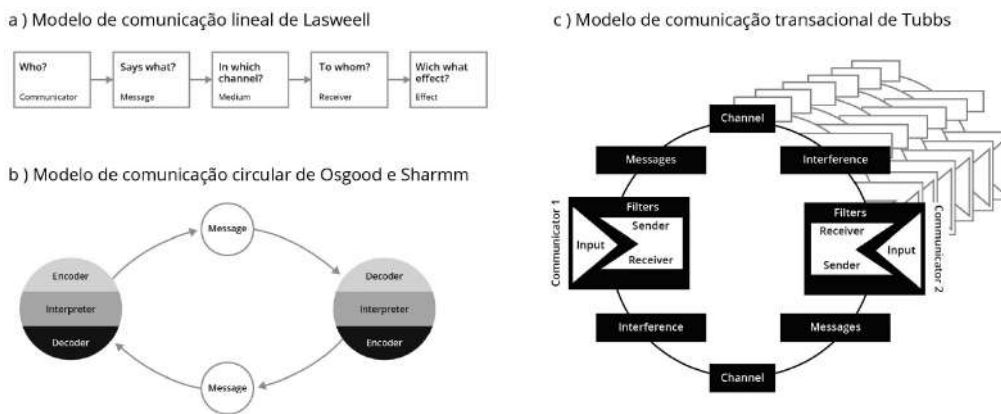 a ) Modelo de comunicação lineal de Lasweell
Who?
Communicator
Says what?
Message
In which
channel?
Medium
To whom?
Receiver
Wich what
effect?
Effect
b ) Modelo de comunicação circular de Osgood e Sharmm
Message
Encoder
Interpreter
Decoder
Decoder
Interpreter
Encoder
Message
c ) Modelo de comunicação transacional de Tubbs
Channel
Messages
Interference
Communicator 1
Filters
Input
Sender
Receiver
Filters
Receiver
Input
Sender
Communicator 2
Interference
Messages
Channel